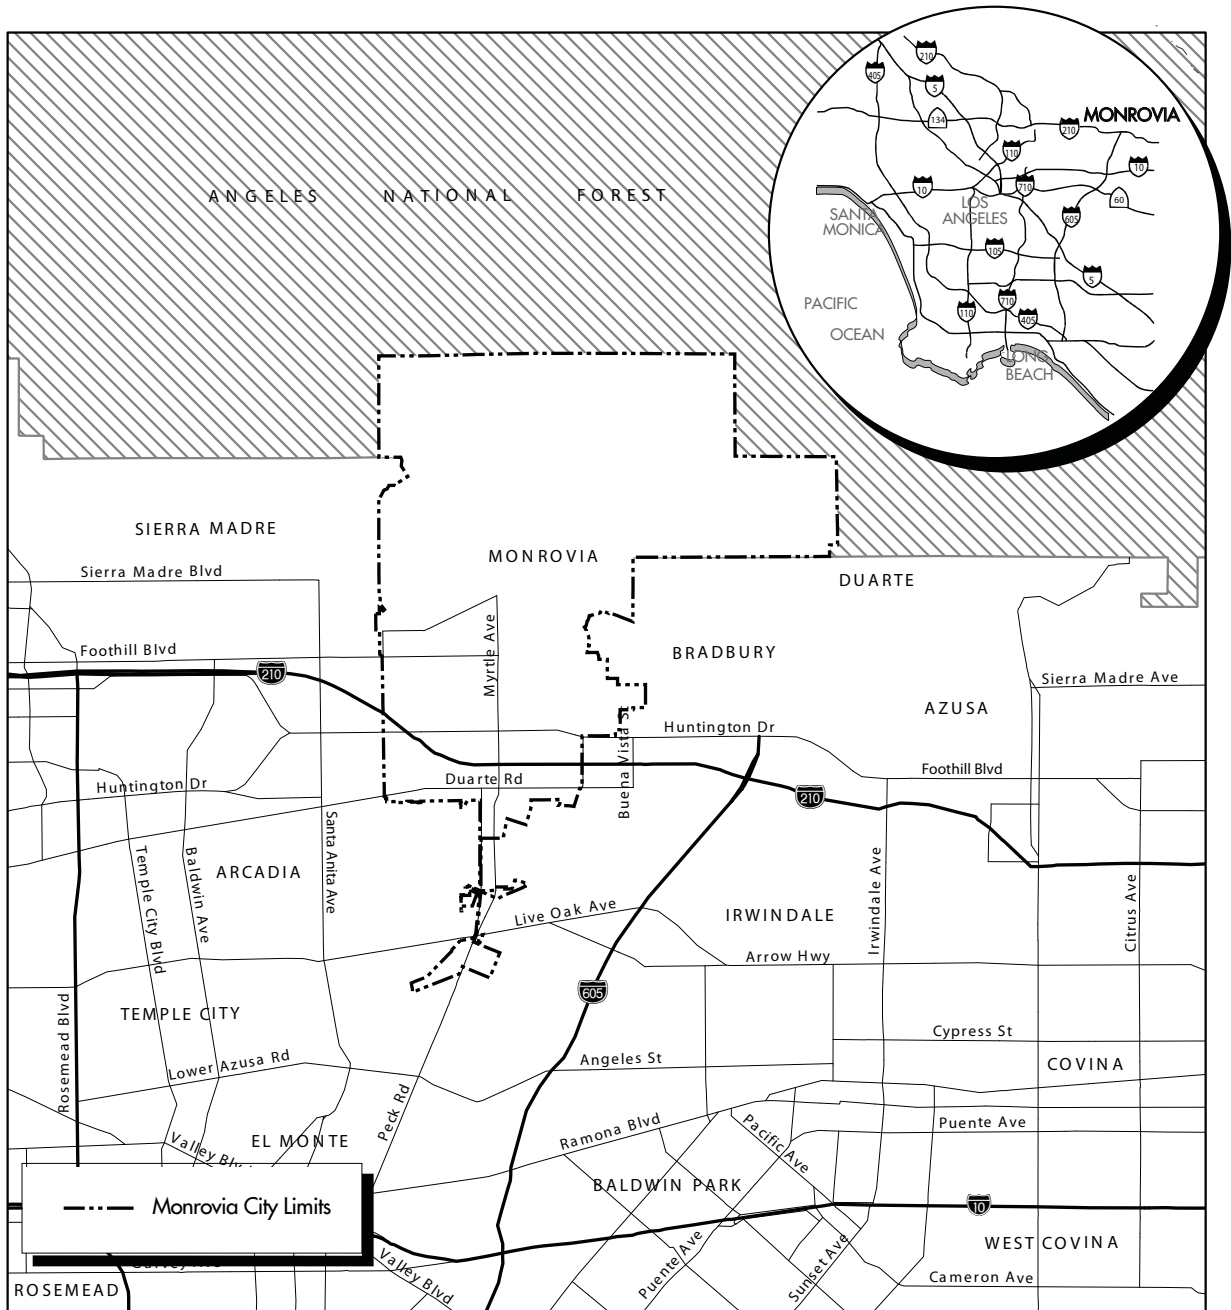 210
405
5
134
MONROVIA
210
110
10
10
710
60
LOS
ANGELES
SANTA
MONICA
605
105
5
PACIFIC
OCEAN
710
110
405
LONG
BEACH
ANGELES NATIONAL FOREST
SIERRA MADRE
MONROVIA
DUARTE
Sierra Madre Blvd
Foothill Blvd
Myrtle Ave
BRADBURY
210
Sierra Madre Ave
AZUSA
Huntington Dr
Buena Vista St
Foothill Blvd
Duarte Rd
Huntington Dr
210
Santa Anita Ave
Temple City Blvd
Baldwin Ave
ARCADIA
Irwindale Ave
Citrus Ave
Live Oak Ave
IRWINDALE
Arrow Hwy
605
Rosemead Blvd
TEMPLE CITY
Cypress St
Lower Azusa Rd
Angeles St
COVINA
Peck Rd
Ramona Blvd
Pacific Ave
Puente Ave
Valley Blv
EL MONTE
BALDWIN PARK
Monrovia City Limits
10
WEST COVINA
Puente Ave
Sunset Ave
Valley Blvd
Cameron Ave
ROSEMEAD